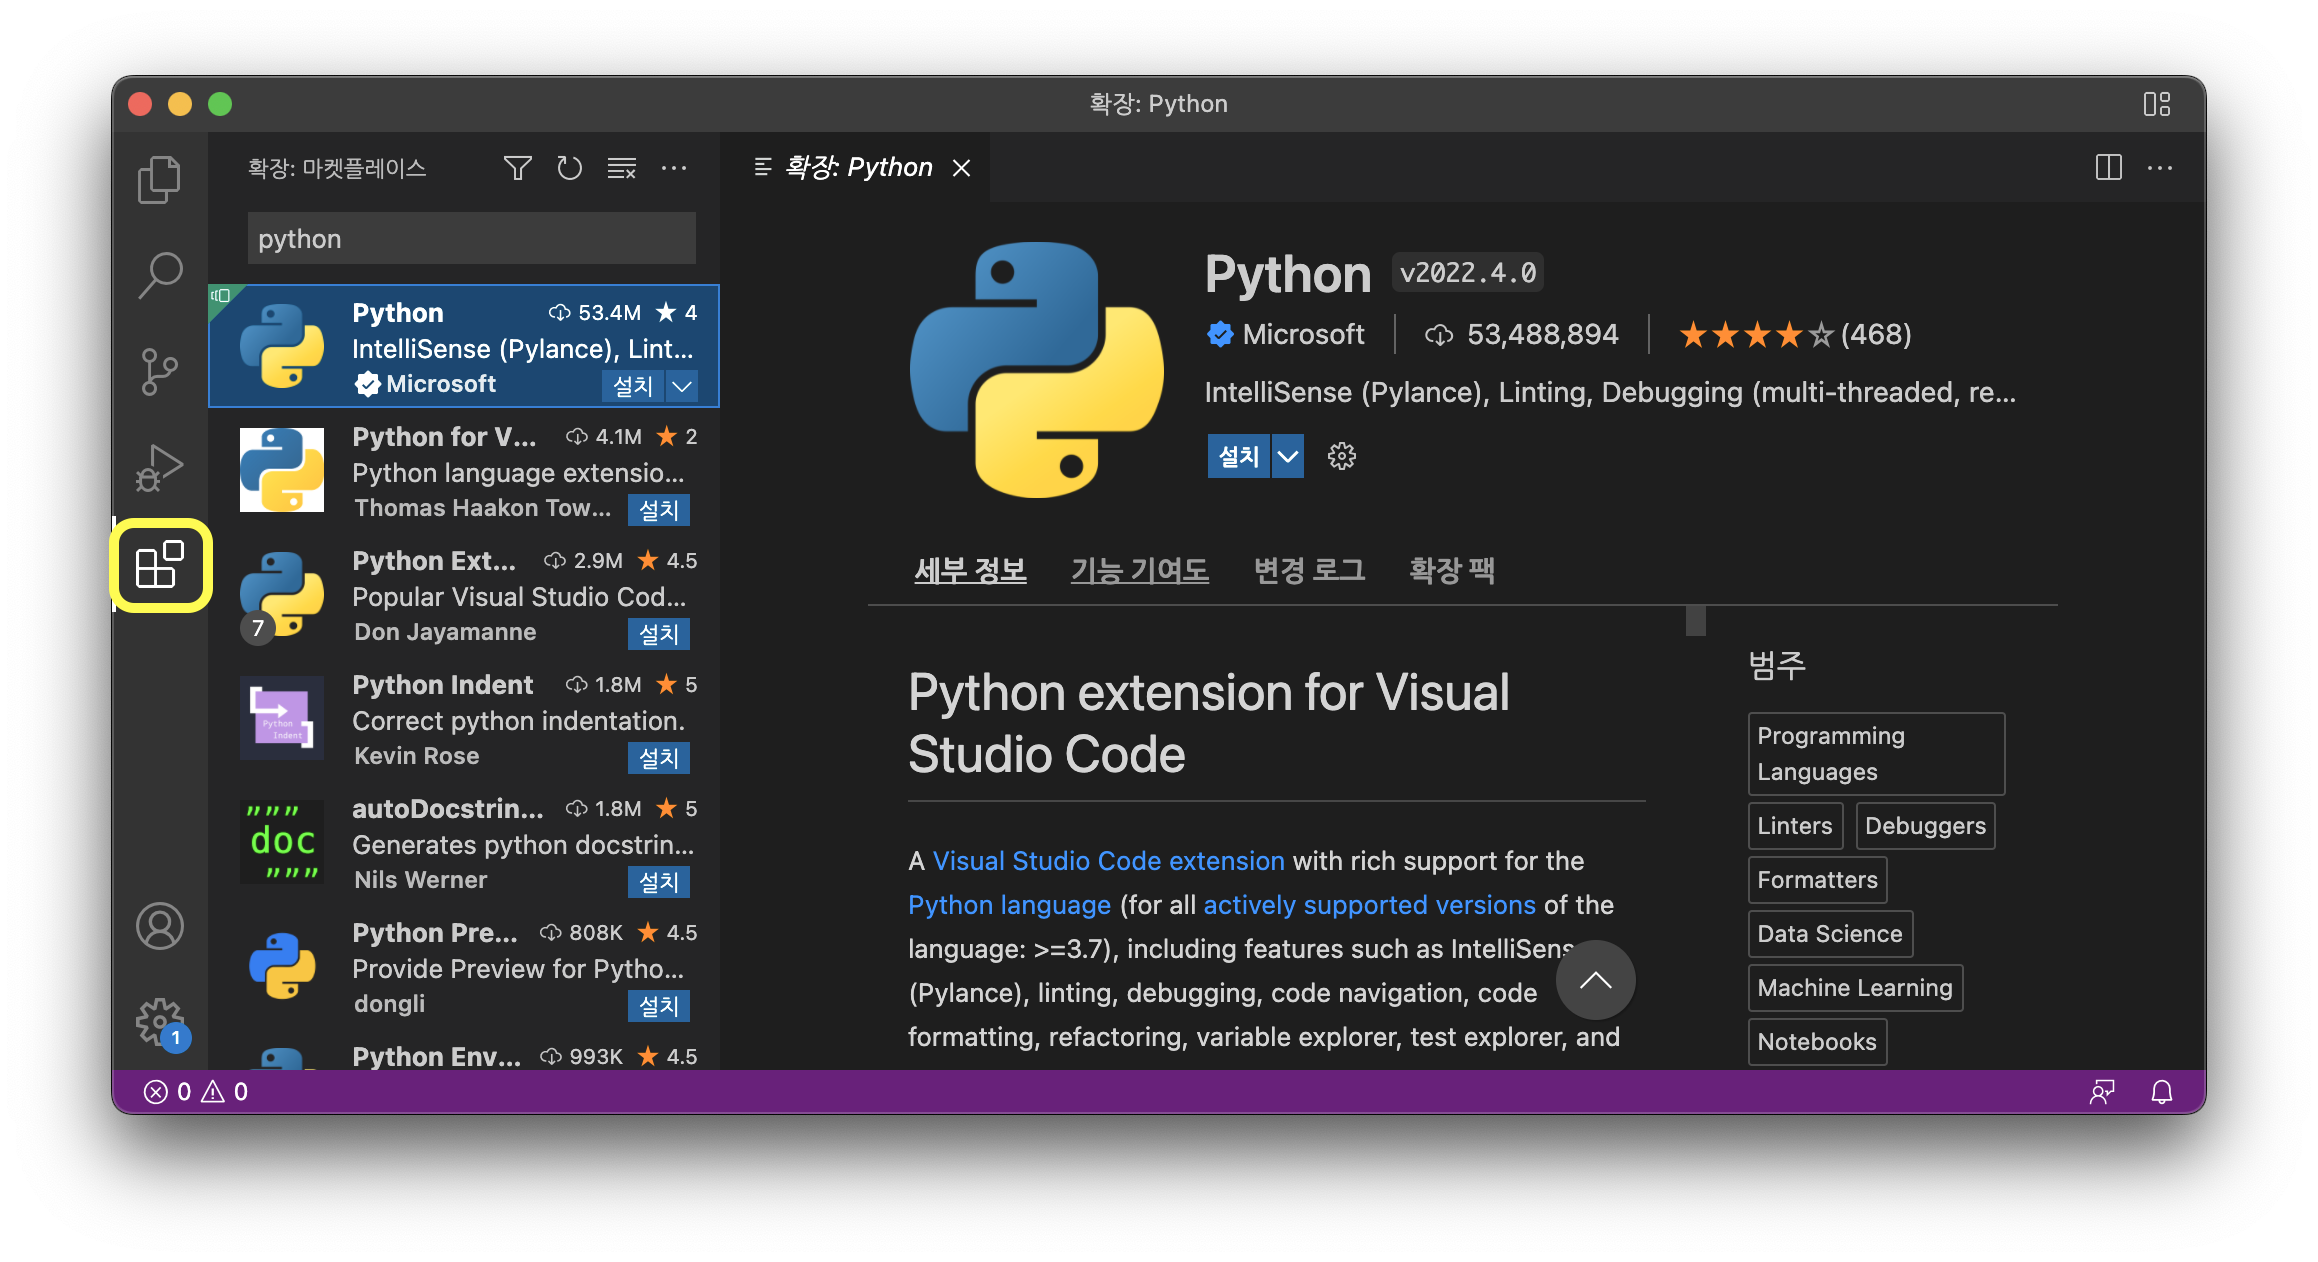 확장: Python
확장: 마켓플레이스
python
Python 53.4M ★ 4
IntelliSense (Pylance), Lint...
Microsoft 설치
Python for V... 4.1M ★ 2
Python language extensio...
Thomas Haakon Tow... 설치
Python Ext... 2.9M ★ 4.5
Popular Visual Studio Cod...
7
Don Jayamanne 설치
Python Indent 1.8M ★ 5
Correct python indentation.
Python
Indent
Kevin Rose 설치
autoDocstrin... 1.8M ★ 5
"""
doc
"""
Generates python docstrin...
Nils Werner 설치
Python Pre... 808K ★ 4.5
Provide Preview for Pytho...
dongli 설치
Python Env... 993K ★ 4.5
1
확장: Python
Python v2022.4.0
Microsoft 53,488,894 ★★★★☆ (468)
IntelliSense (Pylance), Linting, Debugging (multi-threaded, re...
설치
세부 정보 기능 기여도 변경 로그 확장 팩
Python extension for Visual
Studio Code
A Visual Studio Code extension with rich support for the
Python language (for all actively supported versions of the
language: >=3.7), including features such as IntelliSens
(Pylance), linting, debugging, code navigation, code
formatting, refactoring, variable explorer, test explorer, and
범주
Programming
Languages
Linters Debuggers
Formatters
Data Science
Machine Learning
Notebooks
0 0